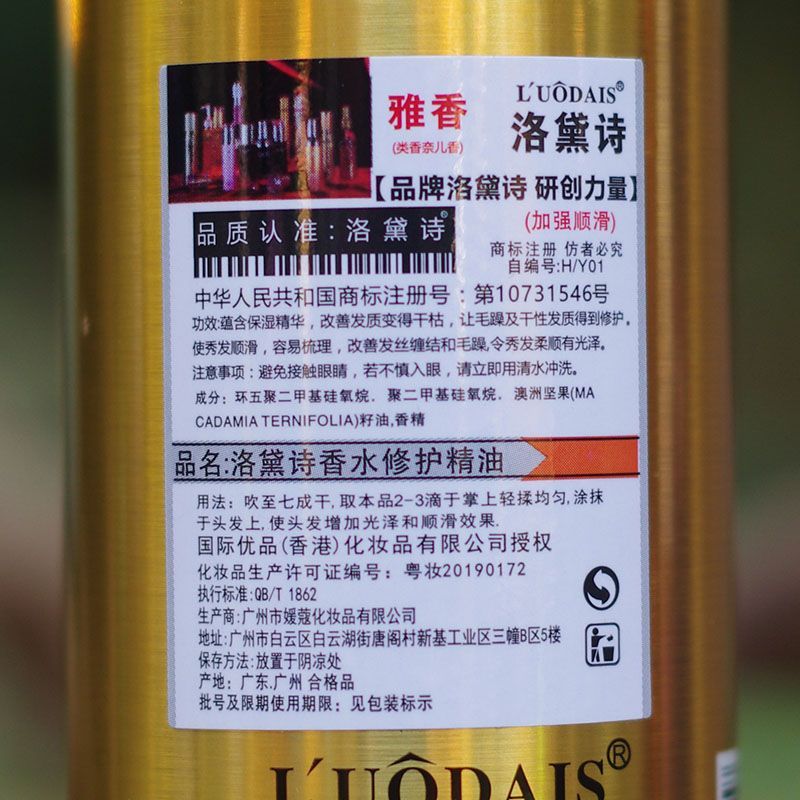 雅香
(类香奈儿香)
L'UÔDAIS®
洛黛诗
【品牌洛黛诗 研创力量】
(加强顺滑)
品质认准:洛黛诗®
商标注册 仿者必究
自编号:H/Y01
中华人民共和国商标注册号:第10731546号
功效:蕴含保湿精华,改善发质变得干枯,让毛躁及干性发质得到修护。
使秀发顺滑,容易梳理,改善发丝缠结和毛躁,令秀发柔顺有光泽。
注意事项:避免接触眼睛,若不慎入眼,请立即用清水冲洗。
成分:环五聚二甲基硅氧烷.聚二甲基硅氧烷.澳洲坚果(MA
CADAMIA TERNIFOLIA)籽油,香精
品名:洛黛诗香水修护精油
用法:吹至七成干,取本品2-3滴于掌上轻揉均匀,涂抹
于头发上,使头发增加光泽和顺滑效果.
国际优品(香港)化妆品有限公司授权
化妆品生产许可证编号:粤妆20190172
执行标准:QB/T 1862
生产商:广州市媛蔻化妆品有限公司
地址:广州市白云区白云湖街唐阁村新基工业区三幢B区5楼
保存方法:放置于阴凉处
产地:广东.广州 合格品
批号及限期使用期限:见包装标示
L'UÔDAIS®